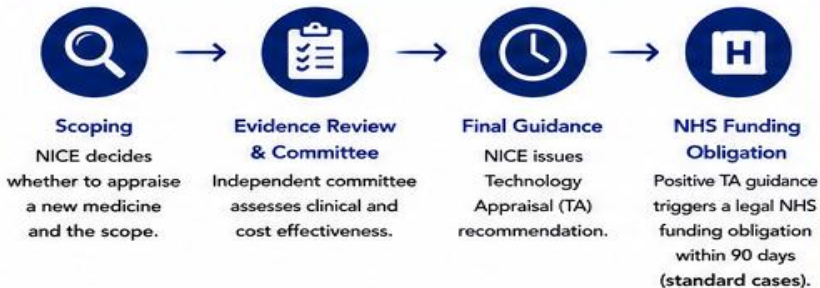 Scoping
NICE decides
whether to appraise
a new medicine
and the scope.
Evidence Review
& Committee
Independent committee
assesses clinical and
cost effectiveness.
Final Guidance
NICE issues
Technology
Appraisal (TA)
recommendation.
H
NHS Funding
Obligation
Positive TA guidance
triggers a legal NHS
funding obligation
within 90 days
(standard cases).